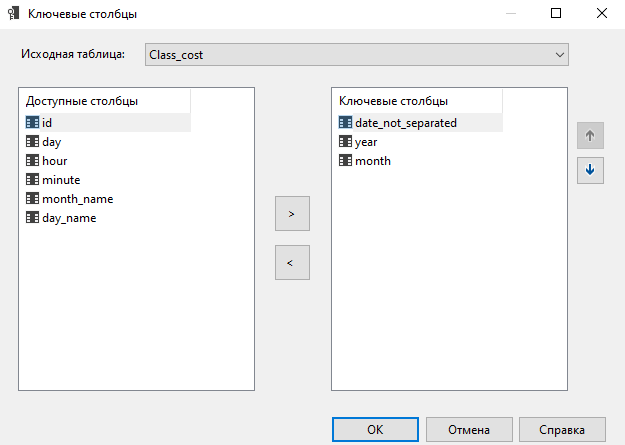 Ключевые столбцы
Исходная таблица: Class_cost
Доступные столбцы
id
day
hour
minute
month_name
day_name
>
<
Ключевые столбцы
date_not_separated
year
month
OK
Отмена
Справка